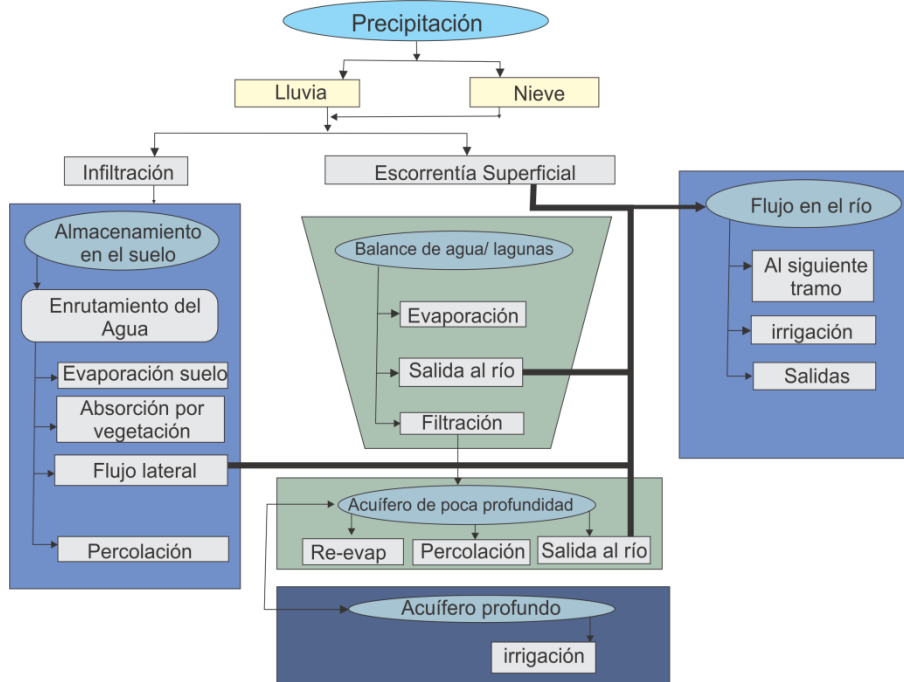 Precipitación
Lluvia
Nieve
Infiltración
Escorrentía Superficial
Almacenamiento
en el suelo
Enrutamiento del
Agua
Evaporación suelo
Absorción por
vegetación
Flujo lateral
Percolación
Balance de agua/ lagunas
Evaporación
Salida al río
Filtración
Acuífero de poca profundidad
Re-evap
Percolación
Salida al río
Acuífero profundo
irrigación
Flujo en el río
Al siguiente
tramo
irrigación
Salidas